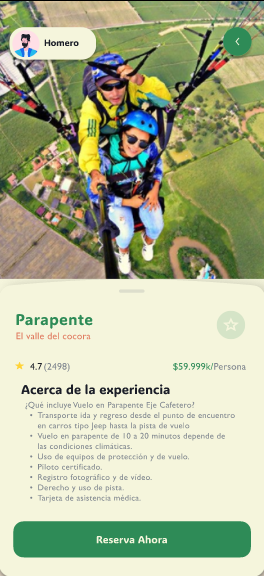 Homero
Parapente
El valle del cocora
4.7 (2498)
$59.999k/Persona
Acerca de la experiencia
¿Qué incluye Vuelo en Parapente Eje Cafetero?
• Transporte ida y regreso desde el punto de encuentro
en carros tipo Jeep hasta la pista de vuelo
• Vuelo en parapente de 10 a 20 minutos depende de
las condiciones climáticas.
• Uso de equipos de protección y de vuelo.
• Piloto certificado.
• Registro fotográfico y de vídeo.
• Derecho y uso de pista.
• Tarjeta de asistencia médica.
Reserva Ahora